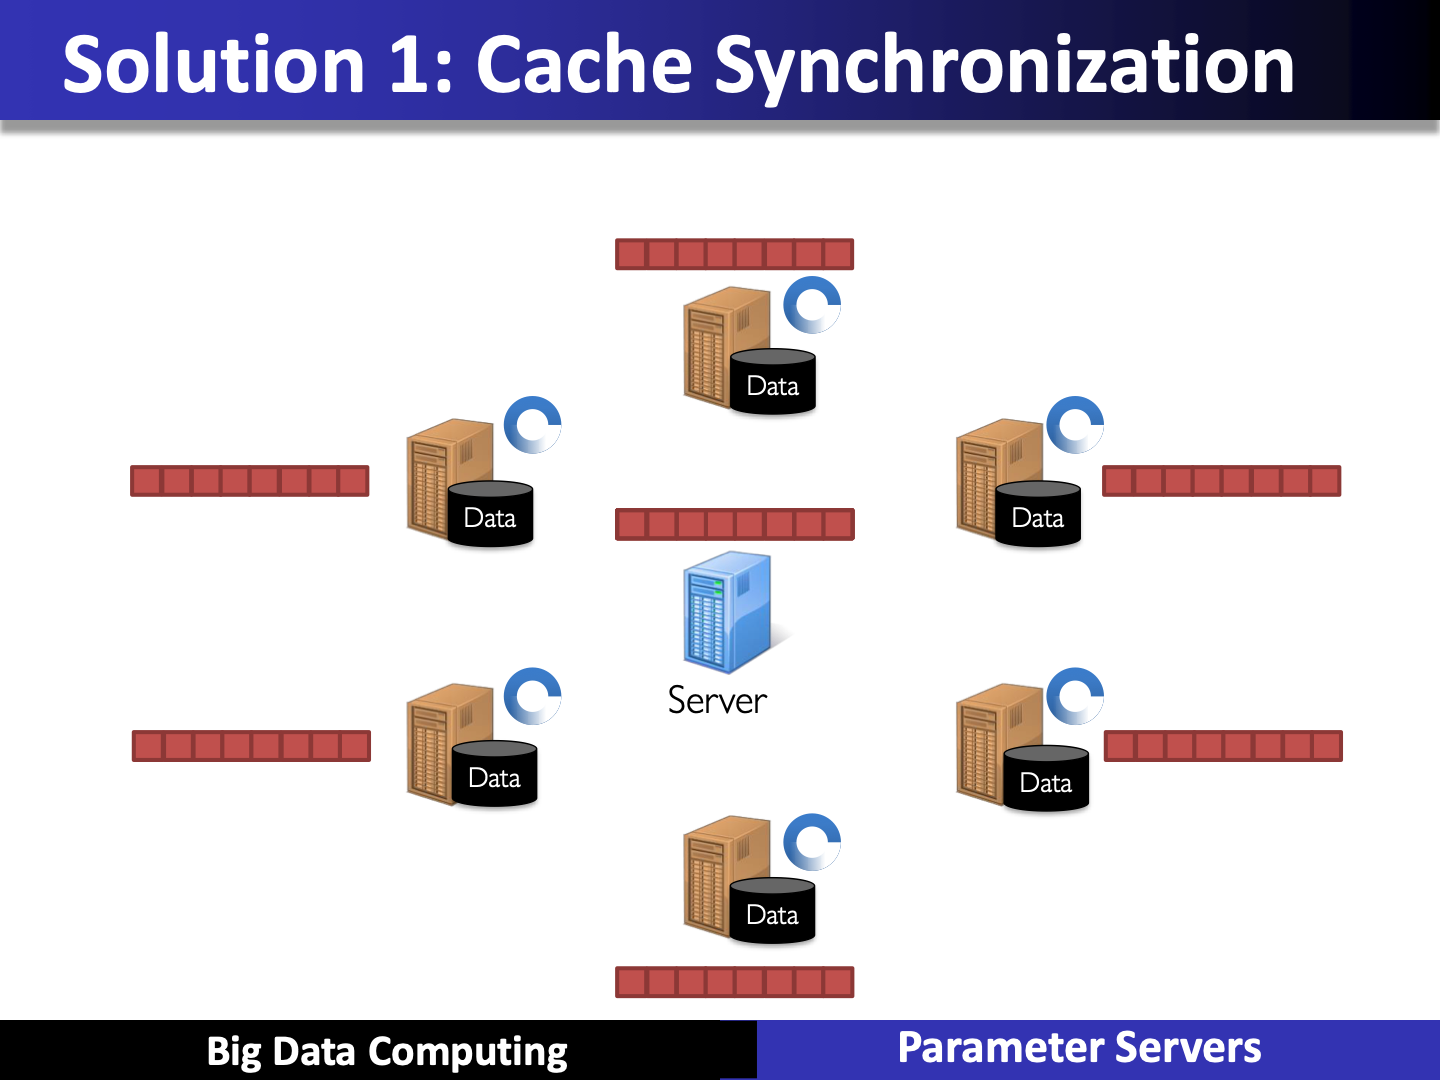 Solution 1: Cache Synchronization
Data
Data
Data
Server
Data
Data
Data
Big Data Computing
Parameter Servers